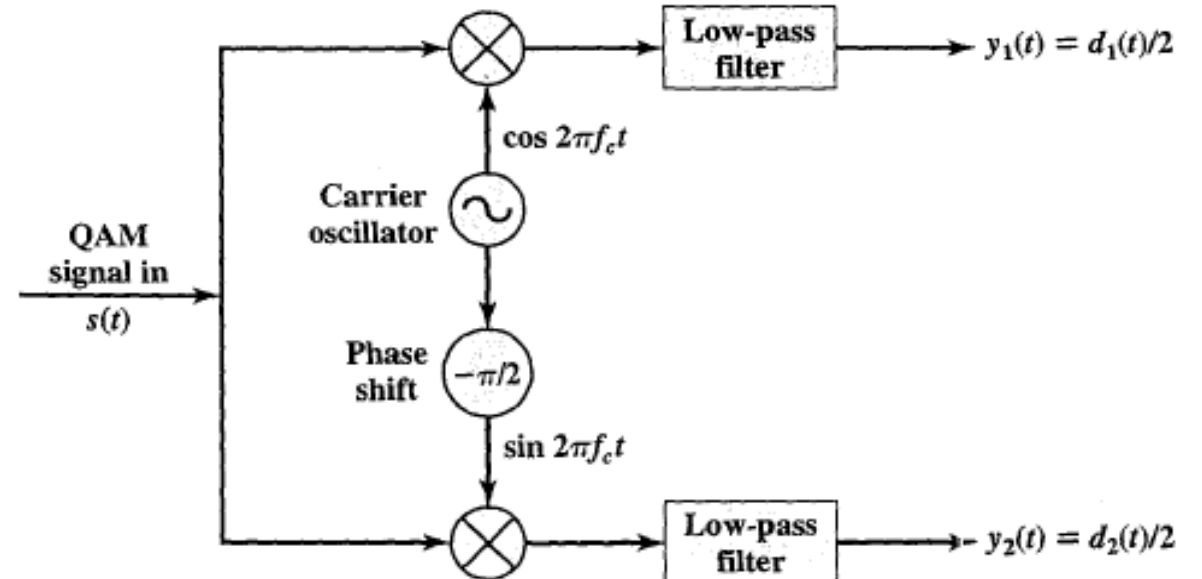 Low-pass
filter
y₁(t) = d₁(t)/2
cos 2πf_ct
Carrier
oscillator
QAM
signal in
s(t)
Phase
shift
−π/2
sin 2πf_ct
Low-pass
filter
y₂(t) = d₂(t)/2